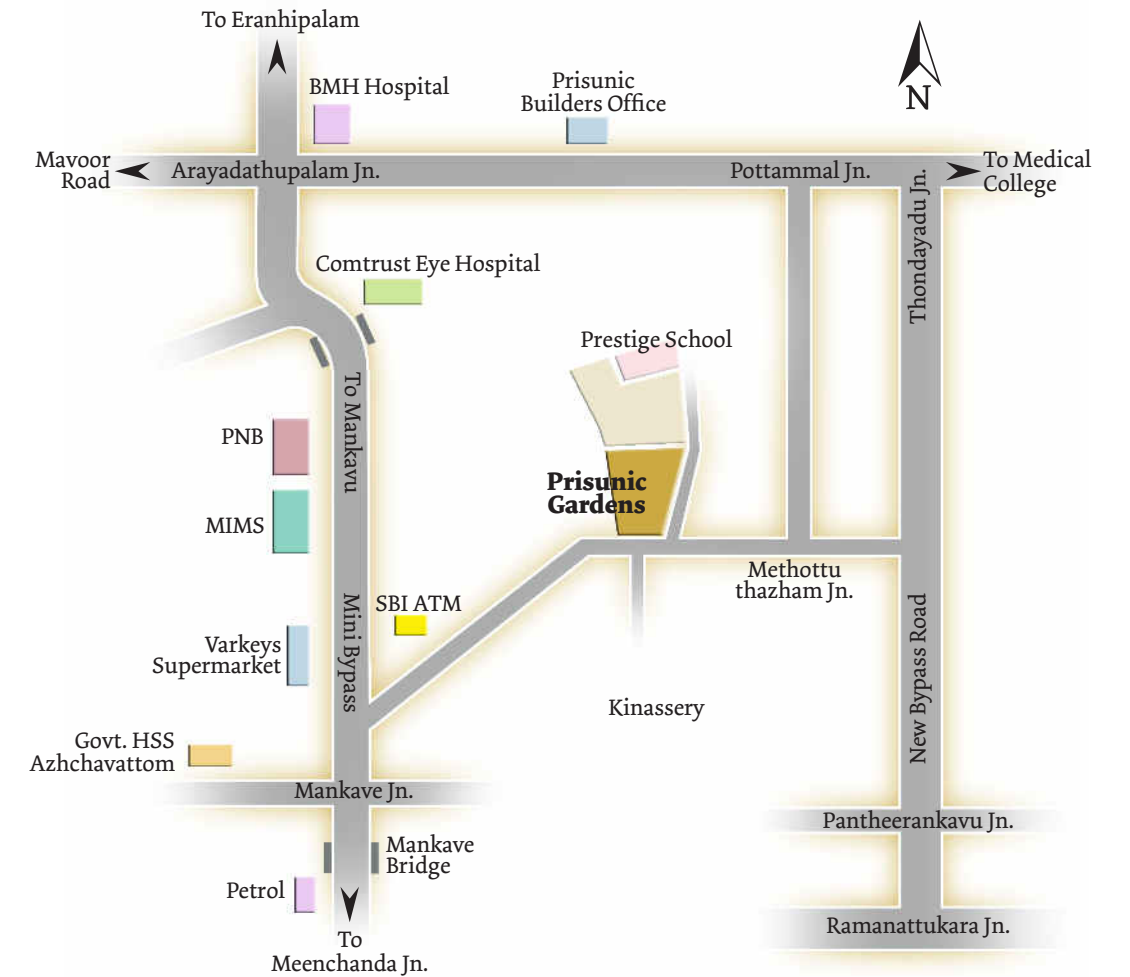 To Eranhipalam
BMH Hospital
Prisunic
Builders Office
N
Mavoor
Road
Arayadathupalam Jn.
Pottammal Jn.
To Medical
College
Thondayadu Jn.
Comtrust Eye Hospital
Prestige School
To Mankavu
PNB
Prisunic
Gardens
MIMS
Methottu
thazham Jn.
SBI ATM
Mini Bypass
Varkeys
Supermarket
New Bypass Road
Kinassery
Govt. HSS
Azhchavattom
Mankave Jn.
Pantheerankavu Jn.
Mankave
Bridge
Petrol
Ramanattukara Jn.
To
Meenchanda Jn.